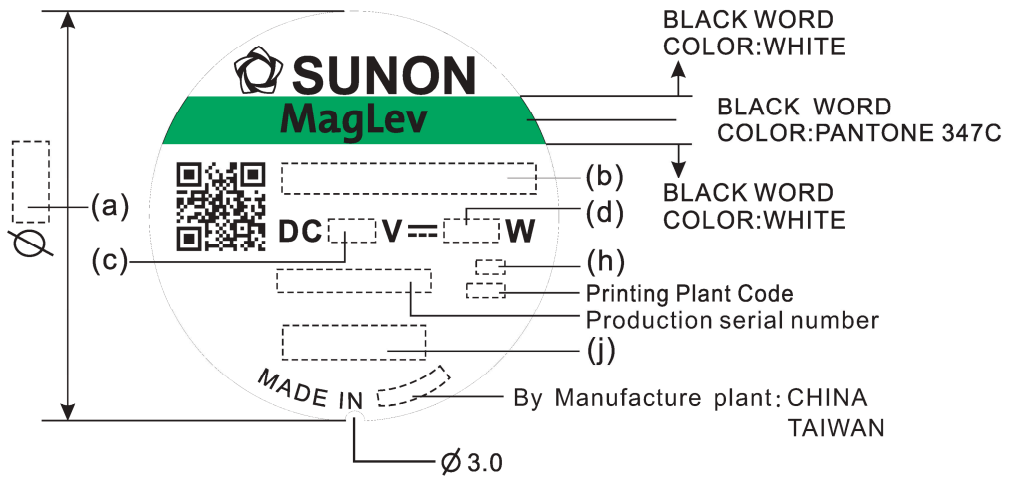 BLACK WORD
COLOR:WHITE
SUNON
MagLev
BLACK WORD
COLOR:PANTONE 347C
(a)
(b)
BLACK WORD
COLOR:WHITE
(d)
DC V W
Ø
(c)
(h)
Printing Plant Code
Production serial number
(j)
MADE IN
By Manufacture plant: CHINA
TAIWAN
Ø 3.0